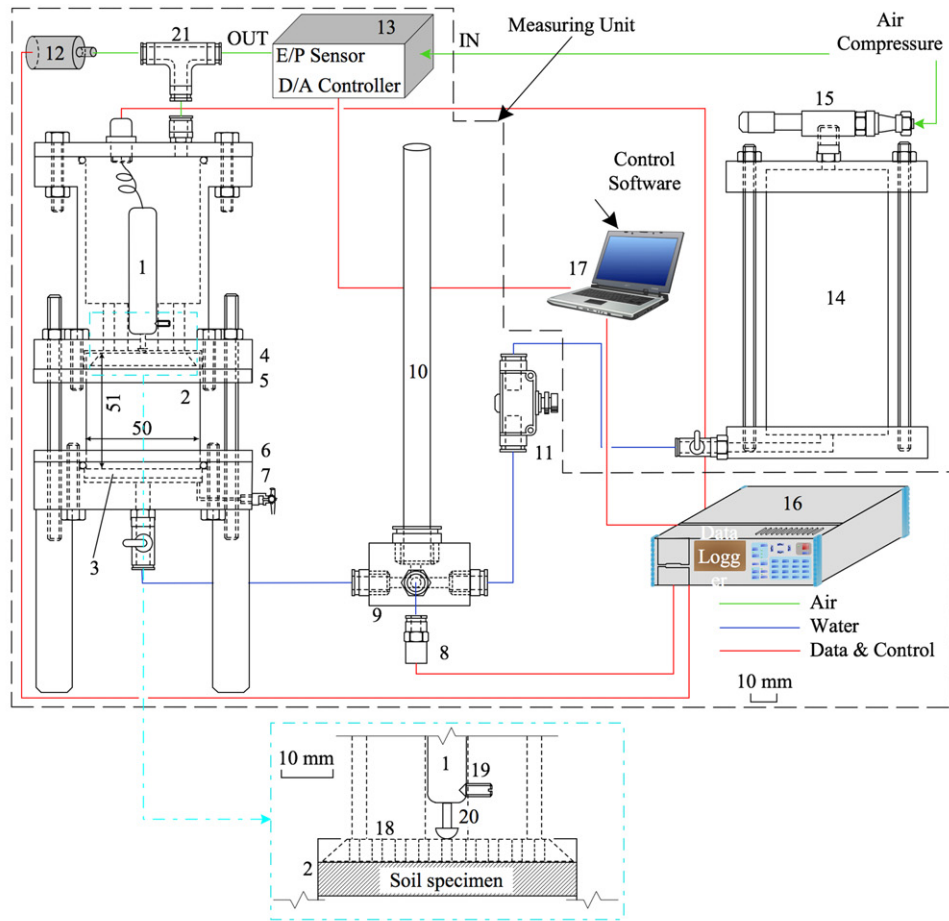 12
21
OUT
13
E/P Sensor
D/A Controller
IN
Measuring Unit
Air
Compressure
15
Control
Software
17
1
14
4
5
2
51
50
6
7
3
10
11
9
8
16
Data
Logg
er
Air
Water
Data & Control
10 mm
10 mm
1
19
20
18
2
Soil specimen